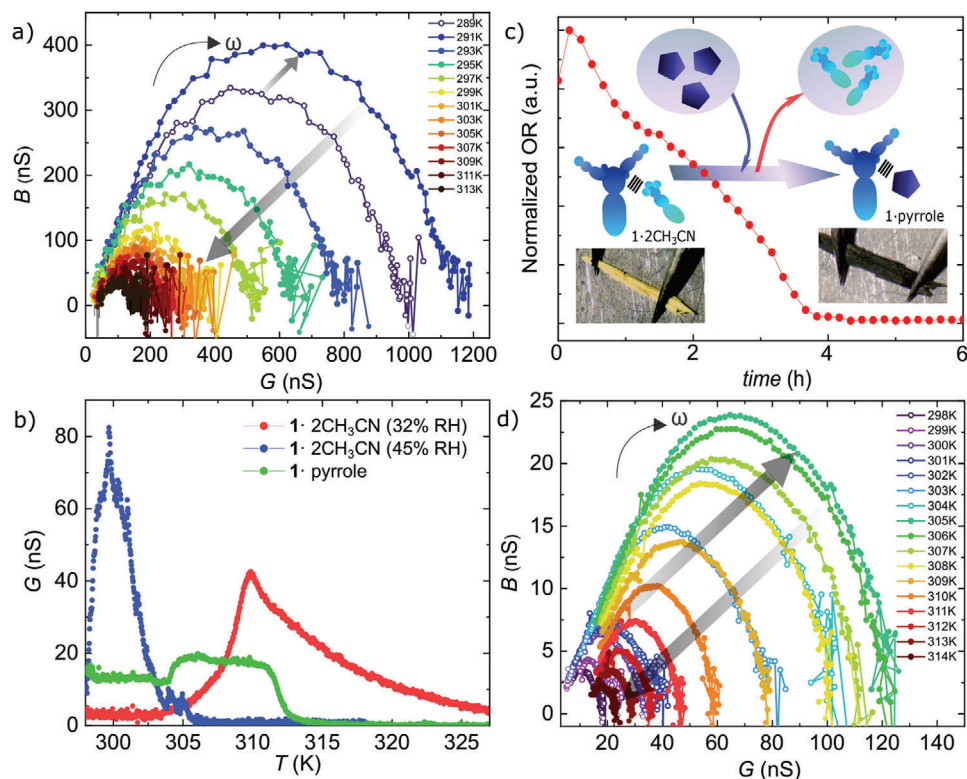 a)
B (nS)
400
300
200
100
0
ω
289K
291K
293K
295K
297K
299K
301K
303K
305K
307K
309K
311K
313K
0 200 400 600 800 1000 1200
G (nS)
c)
Normalized OR (a.u.)
1·2CH₃CN
1·pyrrole
0 2 4 6
time (h)
b)
G (nS)
80
60
40
20
0
1· 2CH₃CN (32% RH)
1· 2CH₃CN (45% RH)
1· pyrrole
300 305 310 315 320 325
T (K)
d)
B (nS)
25
20
15
10
5
0
ω
298K
299K
300K
301K
302K
303K
304K
305K
306K
307K
308K
309K
310K
311K
312K
313K
314K
20 40 60 80 100 120 140
G (nS)